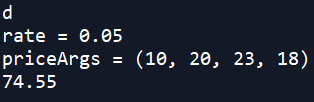 d
rate = 0.05
priceArgs = (10, 20, 23, 18)
74.55